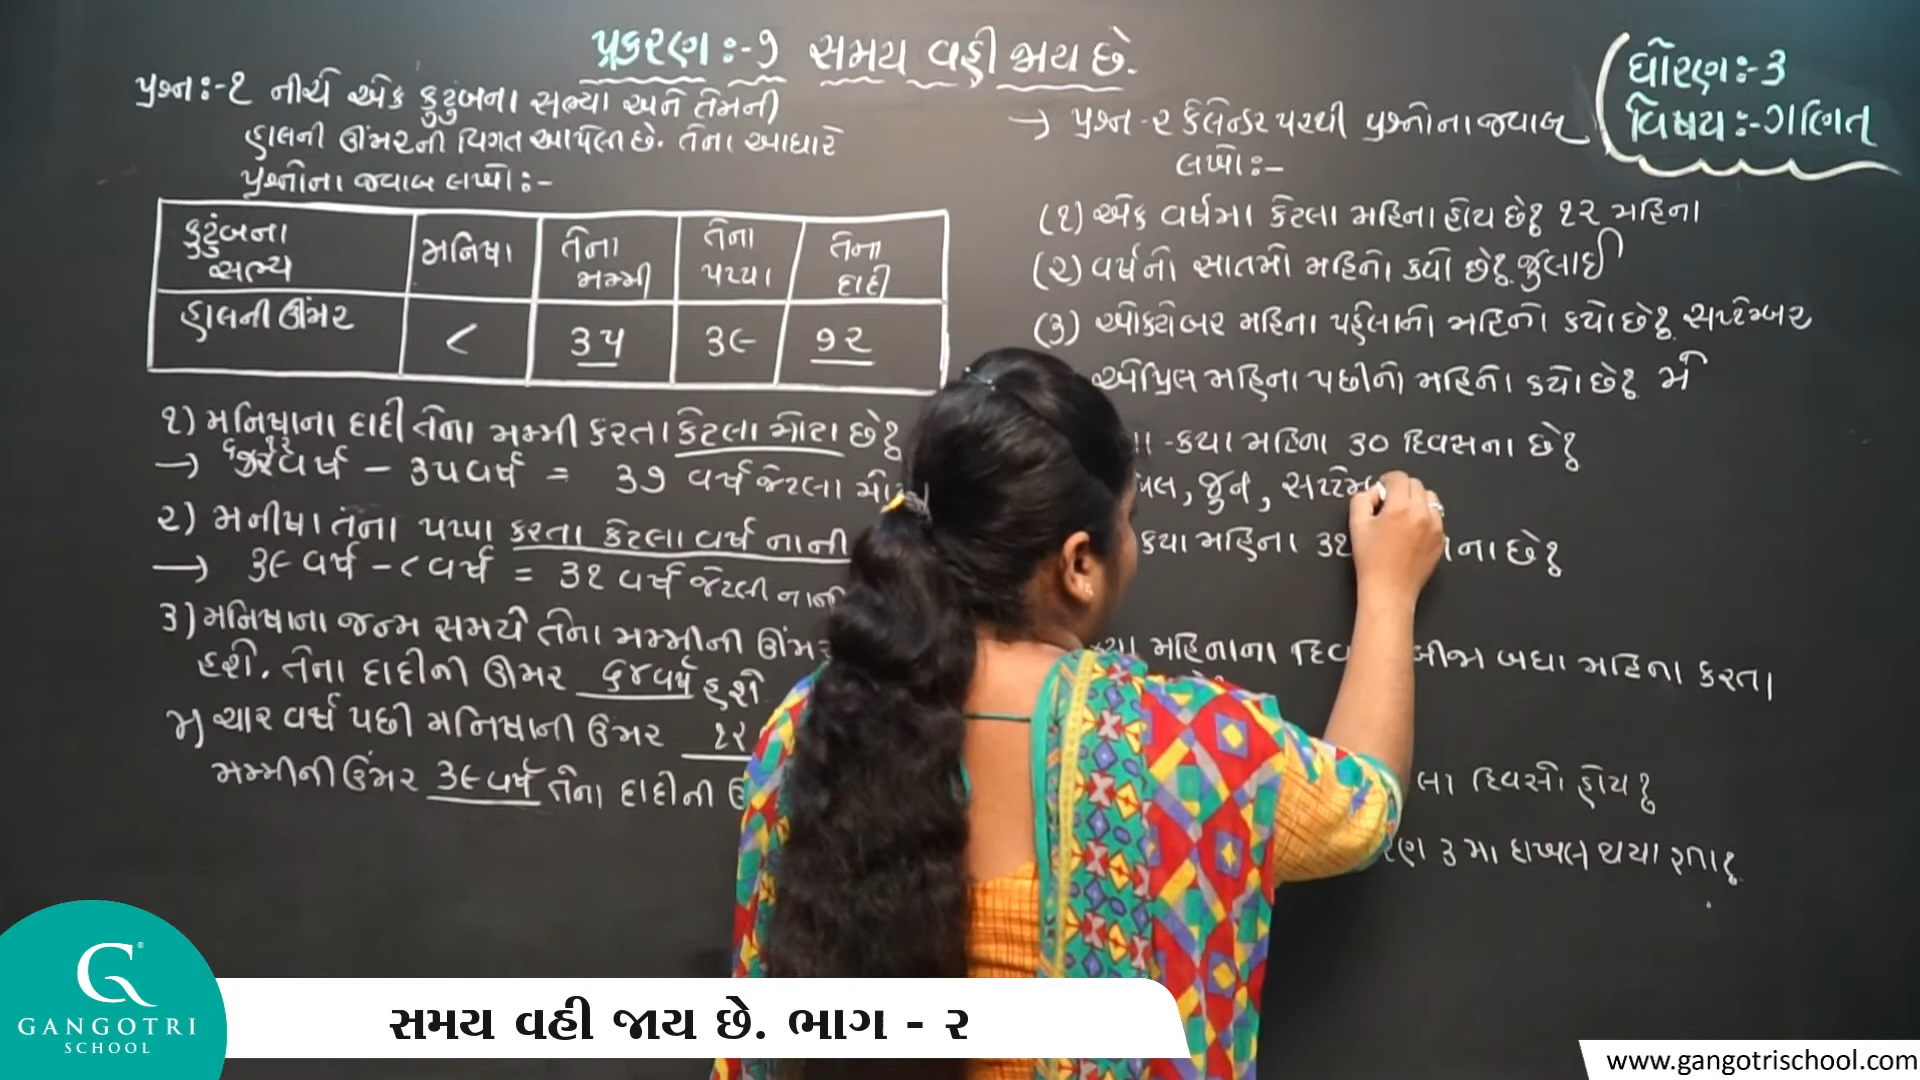 પ્રકરણ:-૭ સમય વહી જાય છે.
ધોરણ:-૩
વિષય:-ગણિત
પ્રશ્ન:-૧ નીચે એક કુટુંબના સભ્યો અને તેમની
હાલની ઊંમરની વિગત આપેલી છે. તેના આધારે
પ્રશ્નોના જવાબ લખો:-
કુટુંબના સભ્ય મનિષા તેના મમ્મી તેના પપ્પા તેના દાદી
હાલની ઊંમર ૮ ૩૫ ૩૯ ૭૨
૧) મનિષાના દાદી તેના મમ્મી કરતા કેટલા મોટા છે?
→ ૭૨ વર્ષ - ૩૫ વર્ષ = ૩૭ વર્ષ જેટલા
૨) મનીષા તેના પપ્પા કરતા કેટલા વર્ષ નાની
→ ૩૯ વર્ષ - ૮ વર્ષ = ૩૧ વર્ષ જેટલી નાની
૩) મનિષાના જન્મ સમયે તેના મમ્મીની ઊંમર
હશે. તેના દાદીની ઊંમર ૬૪ વર્ષ હશે.
૪) ચાર વર્ષ પછી મનિષાની ઉંમર ૧૨
મમ્મીની ઉંમર ૩૯ વર્ષ તેના દાદીની
→ પ્રશ્ન-૨ કેલેન્ડર પરથી પ્રશ્નોના જવાબ
લખો:-
(૧) એક વર્ષમા કેટલા મહિના હોય છે? ૧૨ મહિના
(૨) વર્ષનો સાતમો મહિનો કયો છે? જુલાઈ
(૩) ઓક્ટોબર મહિના પહેલાનો મહિનો કયો છે? સપ્ટેમ્બર
એપ્રિલ મહિના પછીનો મહિનો કયો છે? મે
-કયા મહિના ૩૦ દિવસના છે?
જુન, સપ્ટેમ
કયા મહિના ૩૧ ના છે?
મહિનાના બીજા બધા મહિના કરતા
લા દિવસો હોય?
રણ ૩ મા દાખલ થયા હતા?
GANGOTRI
SCHOOL
સમય વહી જાય છે. ભાગ - ૨
www.gangotrischool.com